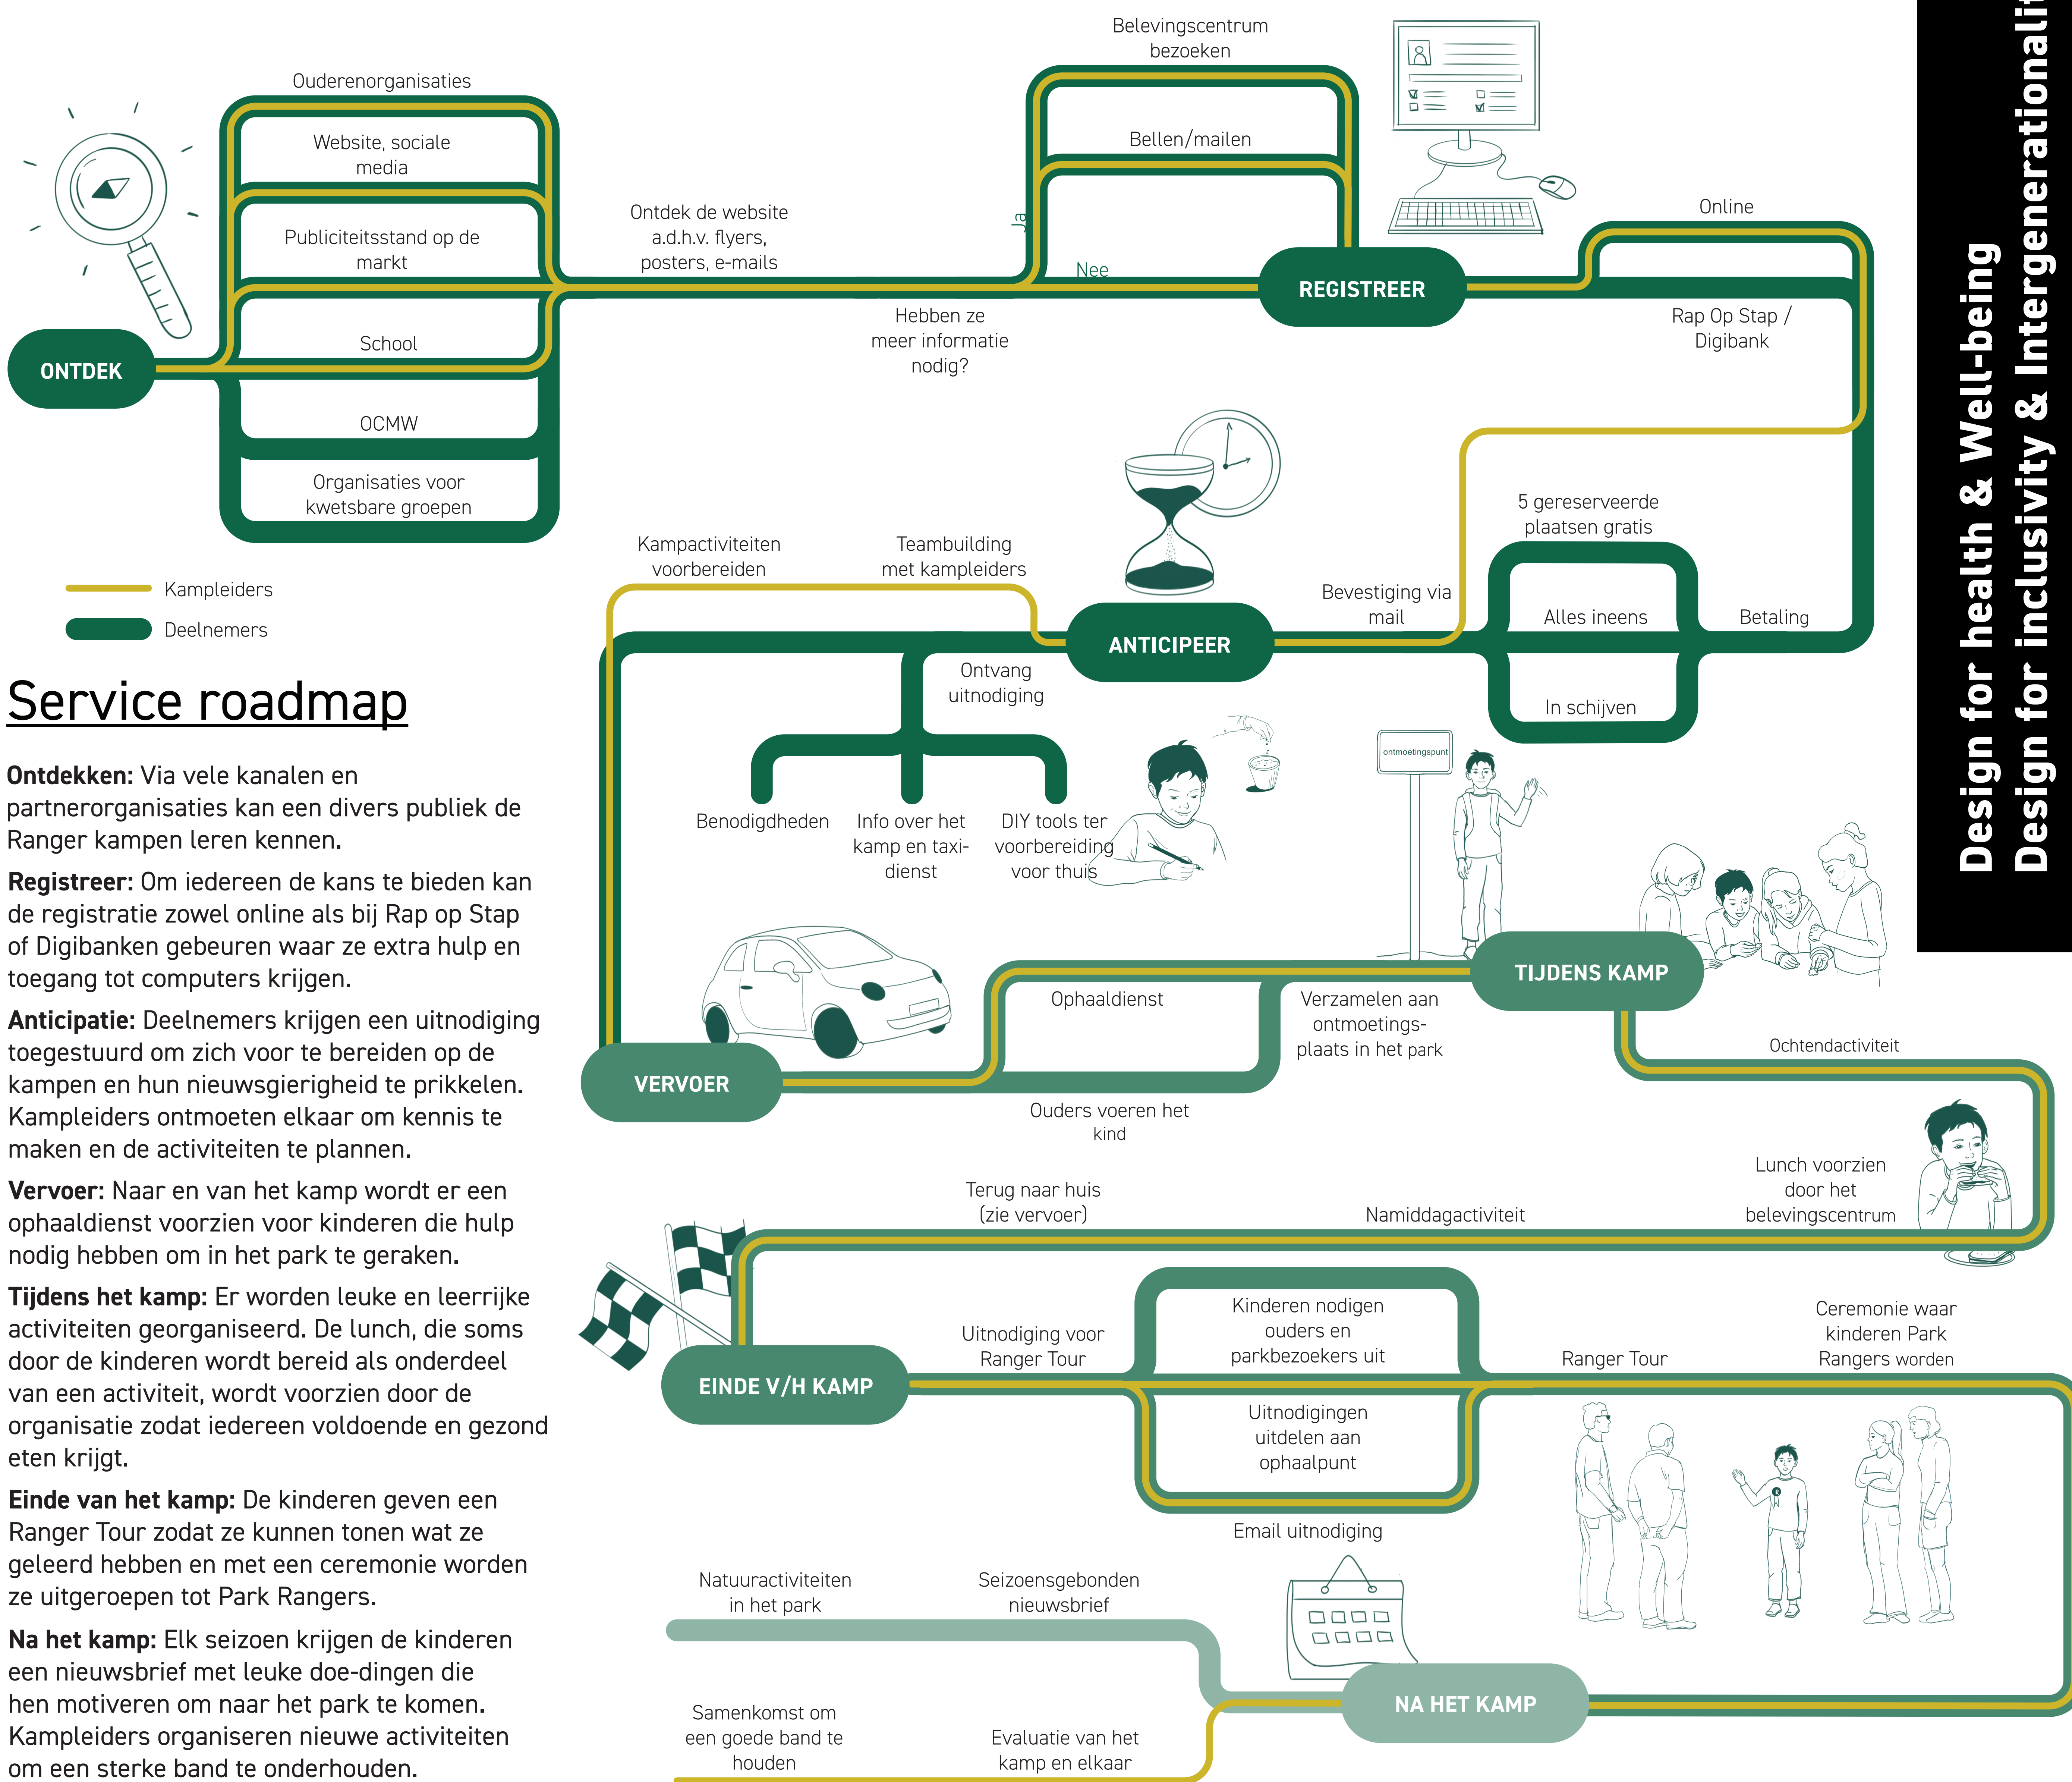 Ouderenorganisaties
Website, sociale
media
Publiciteitsstand op de
markt
School
OCMW
Organisaties voor
kwetsbare groepen
ONTDEK
Ontdek de website
a.d.h.v. flyers,
posters, e-mails
Hebben ze
meer informatie
nodig?
Ja
Nee
Belevingscentrum
bezoeken
Bellen/mailen
REGISTREER
Online
Rap Op Stap /
Digibank
Design for health & Well-being
Design for inclusivity & Intergenerationalit
Kampleiders
Deelnemers
Kampactiviteiten
voorbereiden
Teambuilding
met kampleiders
ANTICIPEER
Bevestiging via
mail
5 gereserveerde
plaatsen gratis
Alles ineens
In schijven
Betaling
Ontvang
uitnodiging
Benodigdheden
Info over het
kamp en taxi-
dienst
DIY tools ter
voorbereiding
voor thuis
ontmoetingspunt
Service roadmap
Ontdekken: Via vele kanalen en
partnerorganisaties kan een divers publiek de
Ranger kampen leren kennen.
Registreer: Om iedereen de kans te bieden kan
de registratie zowel online als bij Rap op Stap
of Digibanken gebeuren waar ze extra hulp en
toegang tot computers krijgen.
Anticipatie: Deelnemers krijgen een uitnodiging
toegestuurd om zich voor te bereiden op de
kampen en hun nieuwsgierigheid te prikkelen.
Kampleiders ontmoeten elkaar om kennis te
maken en de activiteiten te plannen.
Vervoer: Naar en van het kamp wordt er een
ophaaldienst voorzien voor kinderen die hulp
nodig hebben om in het park te geraken.
Tijdens het kamp: Er worden leuke en leerrijke
activiteiten georganiseerd. De lunch, die soms
door de kinderen wordt bereid als onderdeel
van een activiteit, wordt voorzien door de
organisatie zodat iedereen voldoende en gezond
eten krijgt.
Einde van het kamp: De kinderen geven een
Ranger Tour zodat ze kunnen tonen wat ze
geleerd hebben en met een ceremonie worden
ze uitgeroepen tot Park Rangers.
Na het kamp: Elk seizoen krijgen de kinderen
een nieuwsbrief met leuke doe-dingen die
hen motiveren om naar het park te komen.
Kampleiders organiseren nieuwe activiteiten
om een sterke band te onderhouden.
VERVOER
Ophaaldienst
Ouders voeren het
kind
Verzamelen aan
ontmoetings-
plaats in het park
TIJDENS KAMP
Ochtendactiviteit
Lunch voorzien
door het
belevingscentrum
Namiddagactiviteit
Terug naar huis
(zie vervoer)
EINDE V/H KAMP
Uitnodiging voor
Ranger Tour
Kinderen nodigen
ouders en
parkbezoekers uit
Uitnodigingen
uitdelen aan
ophaalpunt
Email uitnodiging
Ranger Tour
Ceremonie waar
kinderen Park
Rangers worden
NA HET KAMP
Seizoensgebonden
nieuwsbrief
Natuuractiviteiten
in het park
Evaluatie van het
kamp en elkaar
Samenkomst om
een goede band te
houden